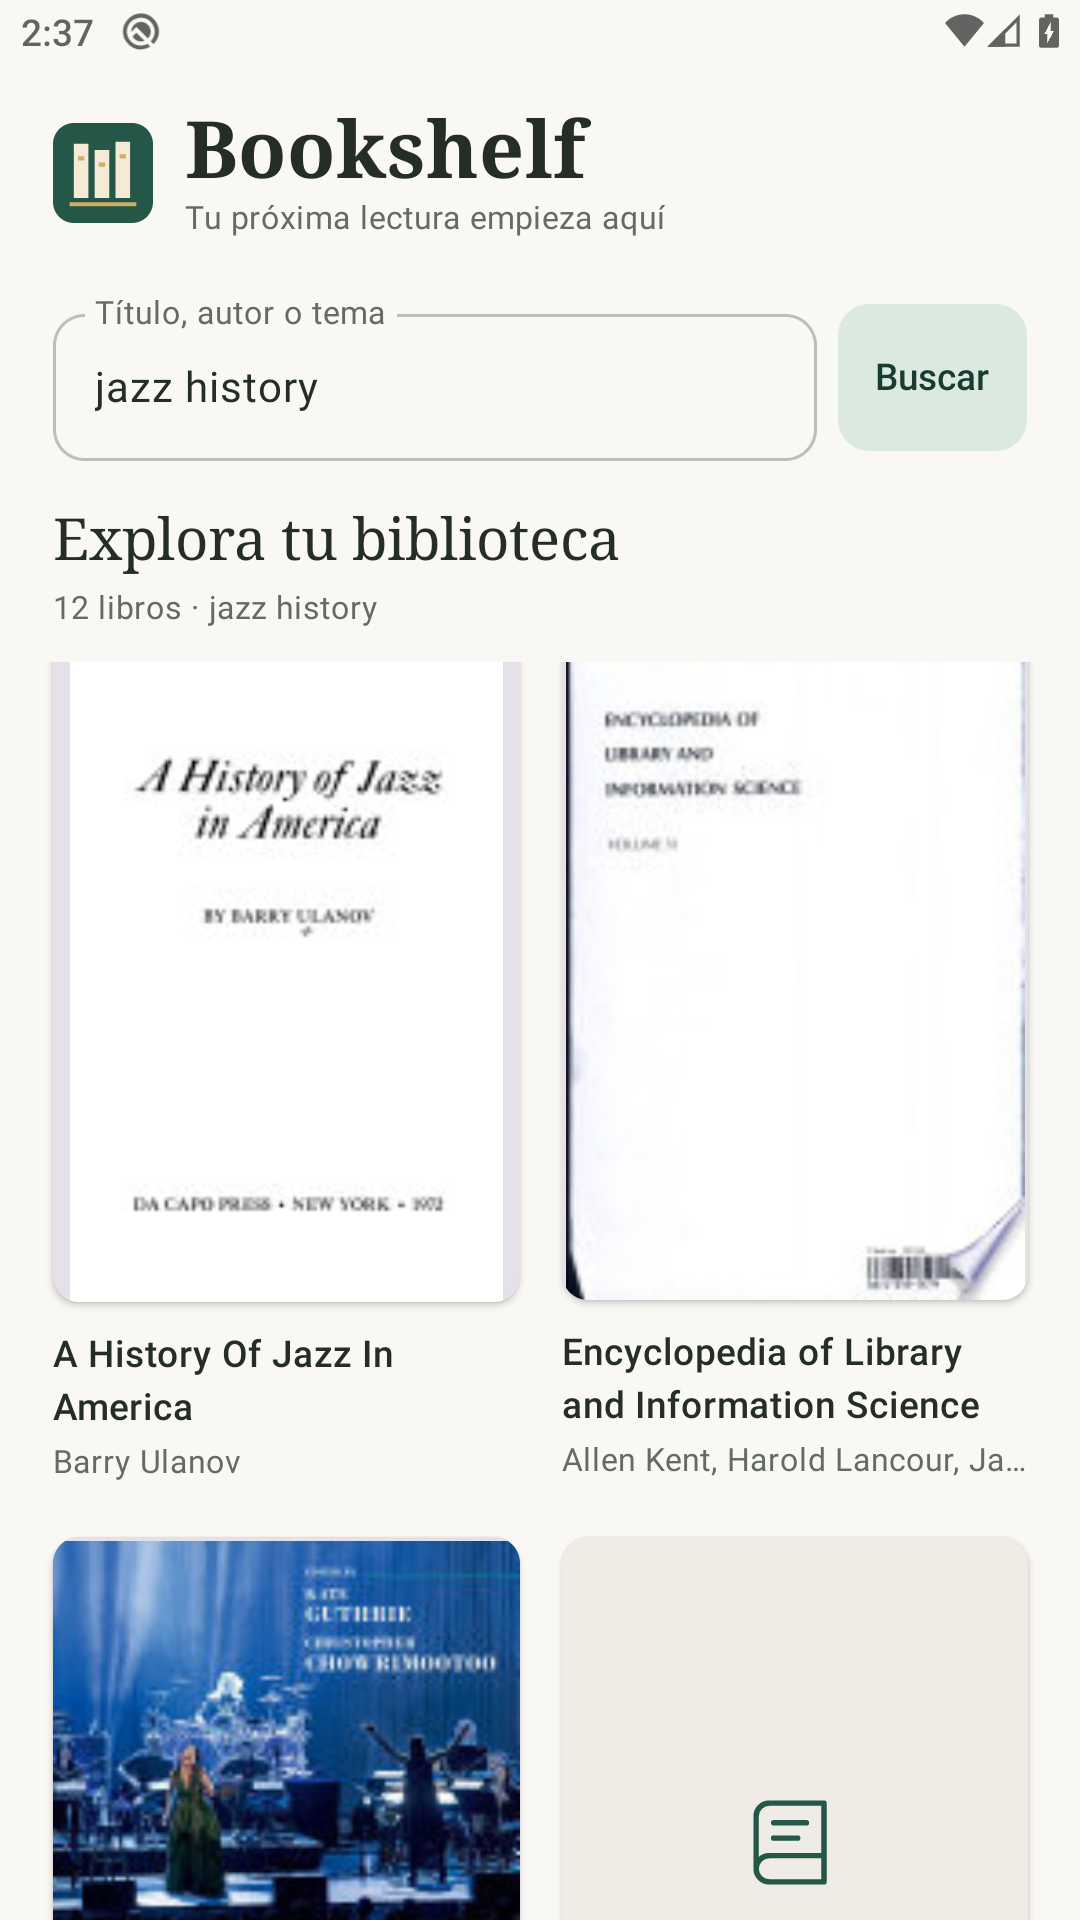 2:37
Bookshelf
Tu próxima lectura empieza aquí
Título, autor o tema
jazz history
Buscar
Explora tu biblioteca
12 libros · jazz history
A History of Jazz
in America
BY BARRY ULANOV
DA CAPO PRESS • NEW YORK • 1972
ENCYCLOPEDIA OF
LIBRARY AND
INFORMATION SCIENCE
VOLUME
A History Of Jazz In
America
Barry Ulanov
Encyclopedia of Library
and Information Science
Allen Kent, Harold Lancour, Ja…
KATE
GUTHRIE
CHRISTOPHER
CHOWRIMOOTOO